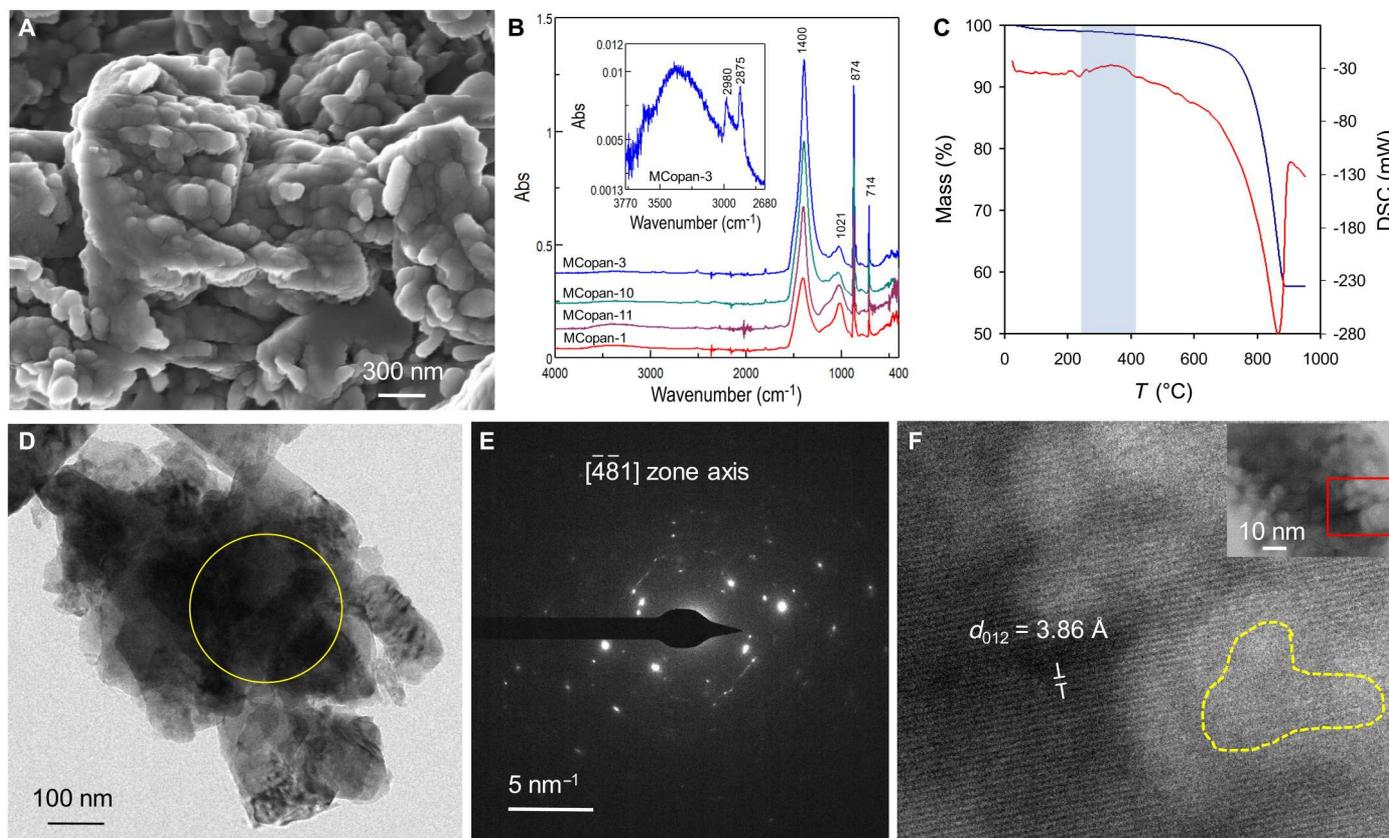 A
300 nm
B
1.5
1
0.5
0
Abs
0.012
0.01
0.005
0.0013
Abs
2980
2875
MCopan-3
3770
3500
3000
2680
Wavenumber (cm-1)
1400
1021
874
714
MCopan-3
MCopan-10
MCopan-11
MCopan-1
4000
3000
2000
1000
400
Wavenumber (cm-1)
C
100
90
80
70
60
50
Mass (%)
-30
-80
-130
-180
-230
-280
DSC (mW)
0
200
400
600
800
1000
T (°C)
D
100 nm
E
[4̅8̅1] zone axis
5 nm⁻¹
F
10 nm
d₀₁₂ = 3.86 Å